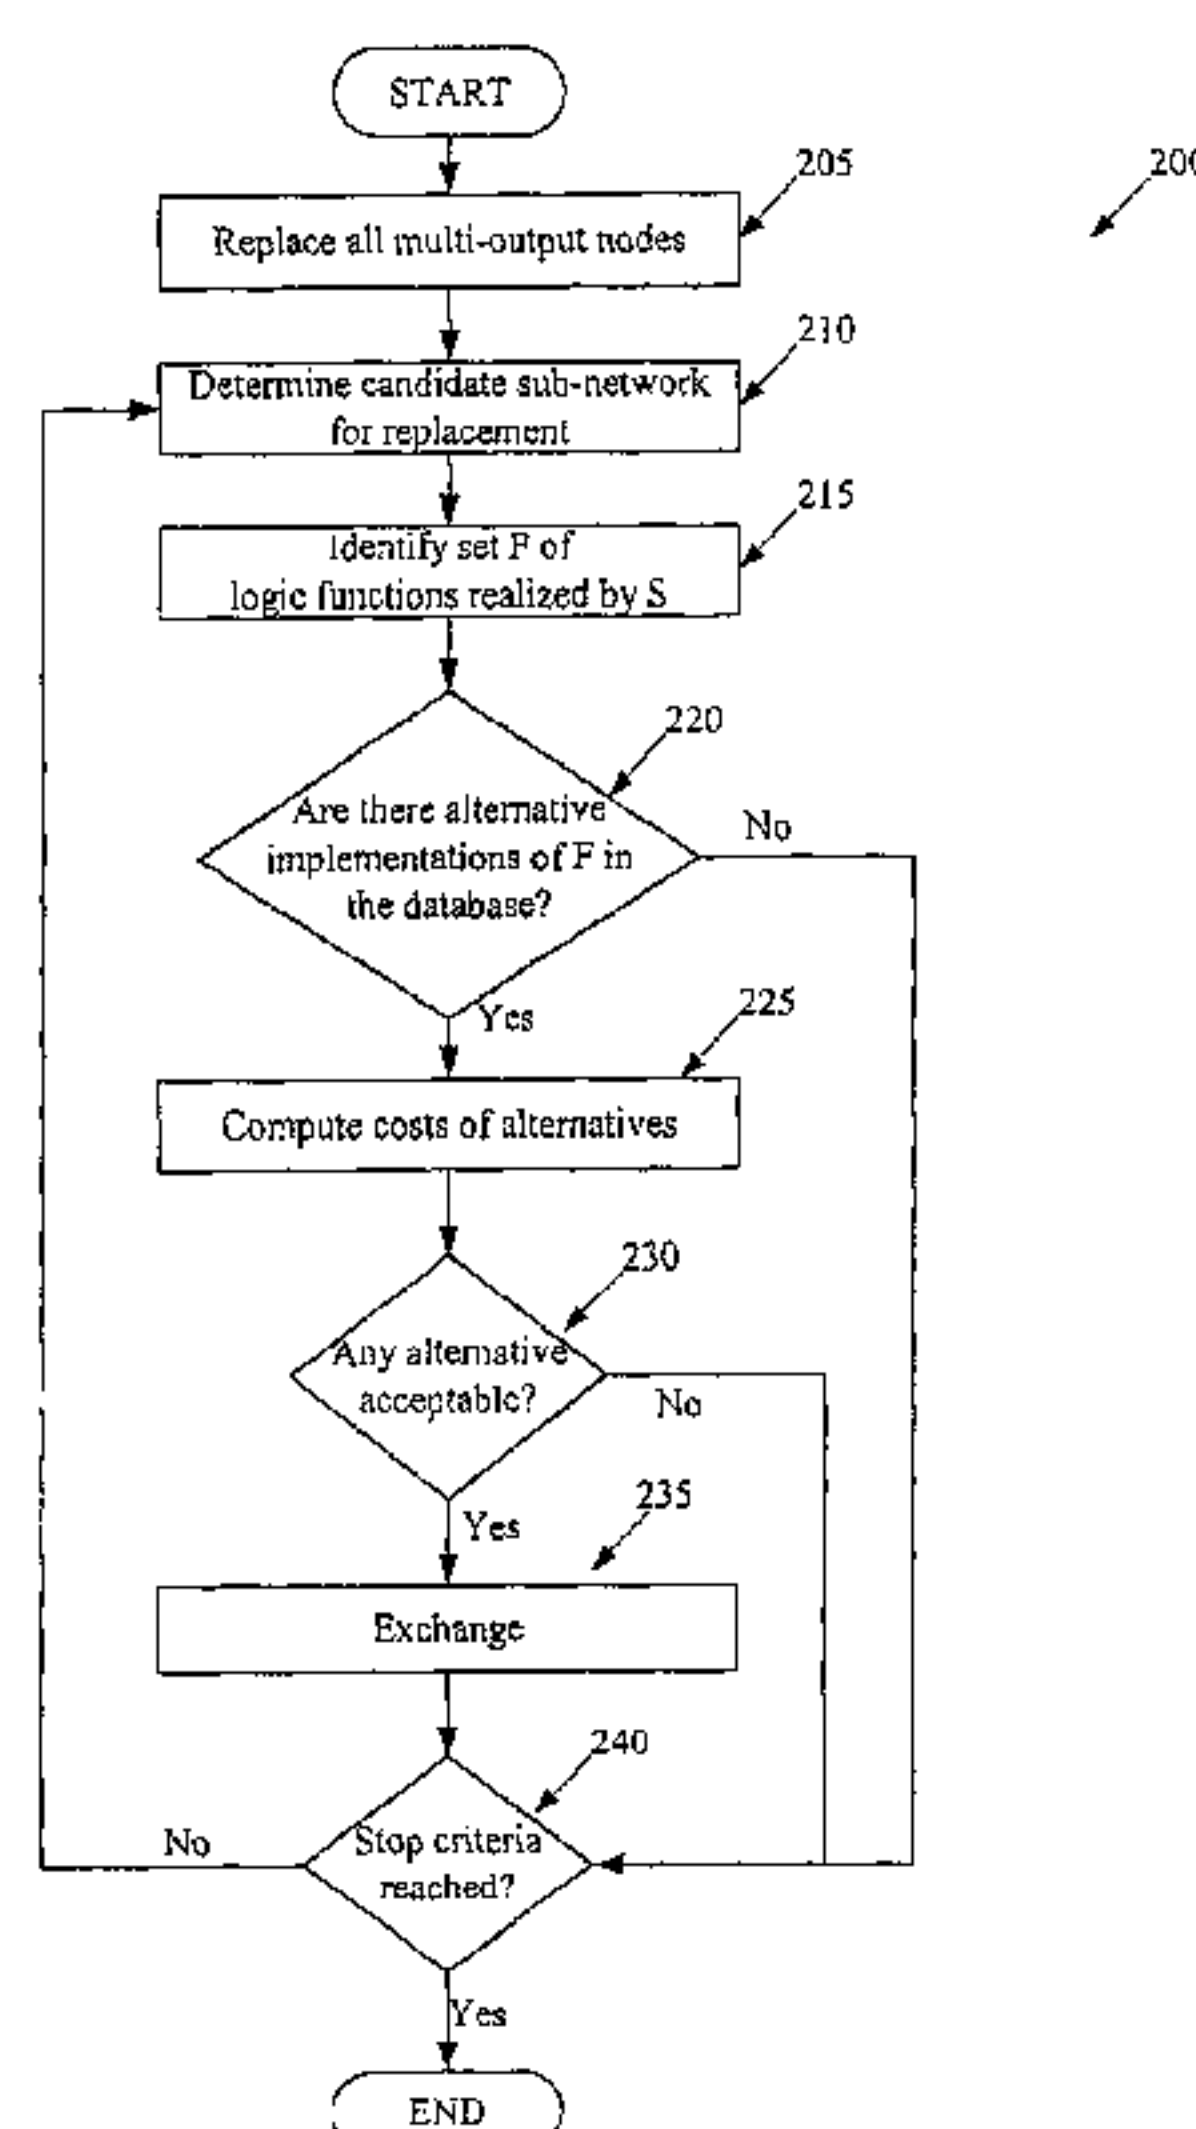 START
205
200
Replace all multi-output nodes
210
Determine candidate sub-network
for replacement
215
Identify set F of
logic functions realized by S
220
Are there alternative
implementations of F in
the database?
No
Yes
225
Compute costs of alternatives
230
Any alternative
acceptable?
No
235
Yes
Exchange
240
Stop criteria
reached?
No
Yes
END